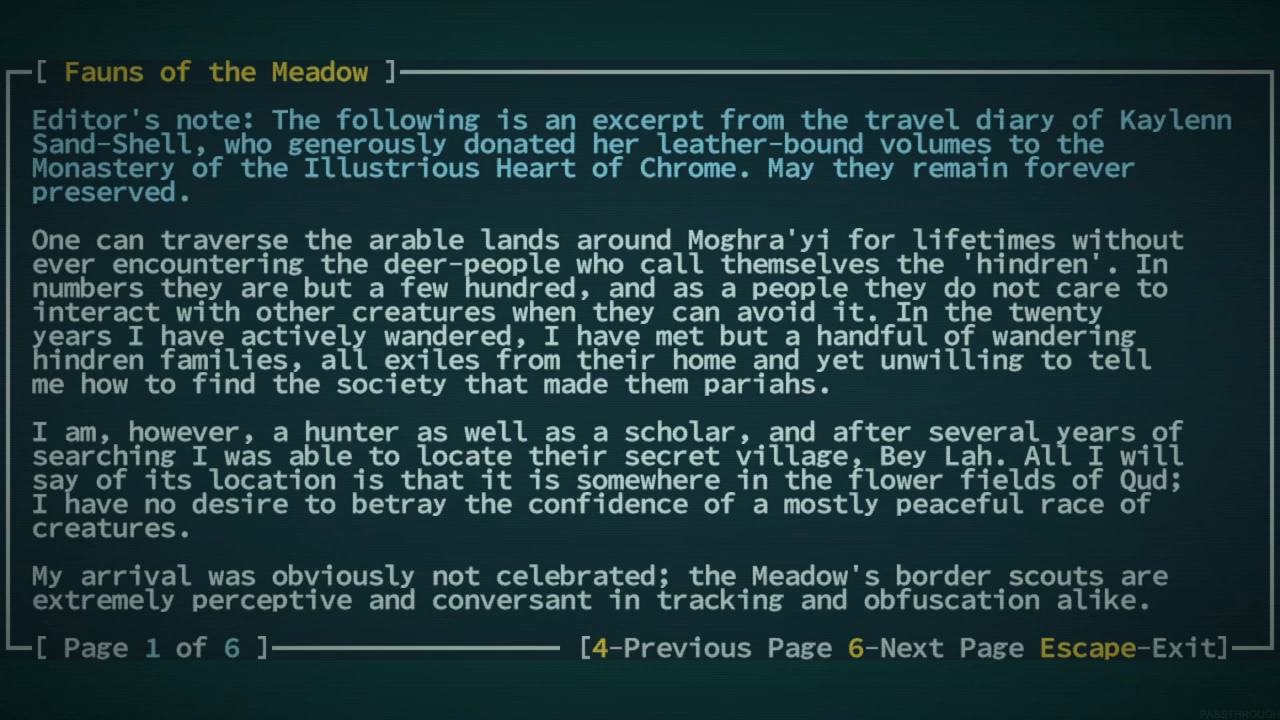 [ Fauns of the Meadow ]
Editor's note: The following is an excerpt from the travel diary of Kaylenn
Sand-Shell, who generously donated her leather-bound volumes to the
Monastery of the Illustrious Heart of Chrome. May they remain forever
preserved.
One can traverse the arable lands around Moghra'yi for lifetimes without
ever encountering the deer-people who call themselves the 'hindren'. In
numbers they are but a few hundred, and as a people they do not care to
interact with other creatures when they can avoid it. In the twenty
years I have actively wandered, I have met but a handful of wandering
hindren families, all exiles from their home and yet unwilling to tell
me how to find the society that made them pariahs.
I am, however, a hunter as well as a scholar, and after several years of
searching I was able to locate their secret village, Bey Lah. All I will
say of its location is that it is somewhere in the flower fields of Qud;
I have no desire to betray the confidence of a mostly peaceful race of
creatures.
My arrival was obviously not celebrated; the Meadow's border scouts are
extremely perceptive and conversant in tracking and obfuscation alike.
[ Page 1 of 6 ] [4-Previous Page 6-Next Page Escape-Exit]